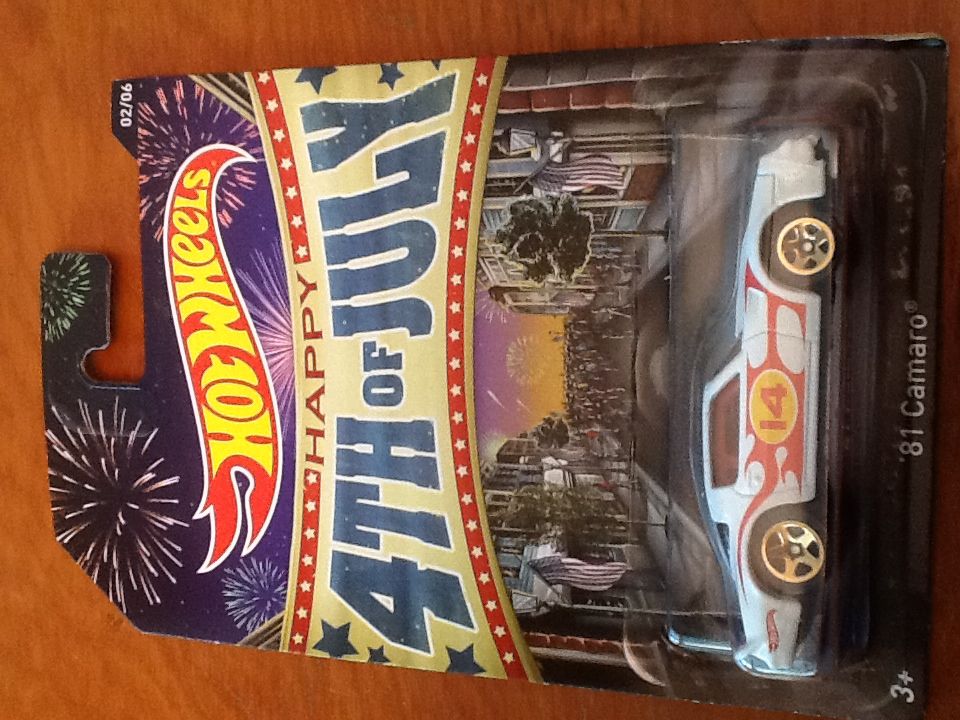 02/06
HOT WHEELS
HAPPY
4TH OF JULY
14
'81 Camaro®
3+